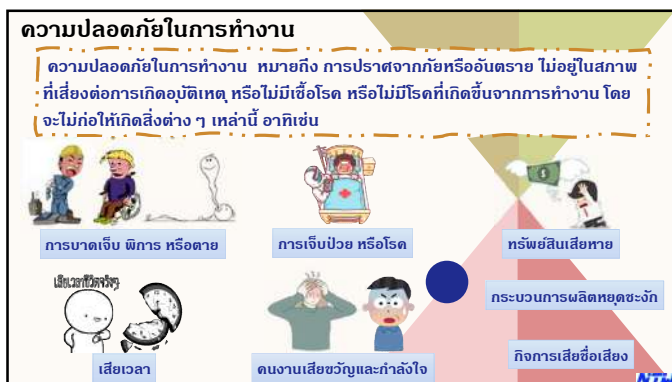 ความปลอดภัยในการทำงาน
ความปลอดภัยในการทำงาน หมายถึง การปราศจากภัยหรืออันตราย ไม่อยู่ในสภาพ
ที่เสี่ยงต่อการเกิดอุบัติเหตุ หรือไม่มีเชื้อโรค หรือไม่มีโรคที่เกิดขึ้นจากการทำงาน โดย
จะไม่ก่อให้เกิดสิ่งต่าง ๆ เหล่านี้ อาทิเช่น
การบาดเจ็บ พิการ หรือตาย
การเจ็บป่วย หรือโรค
ทรัพย์สินเสียหาย
เสียเวลาชีวิตจริงๆ
กระบวนการผลิตหยุดชะงัก
เสียเวลา
คนงานเสียขวัญและกำลังใจ
กิจการเสียชื่อเสียง